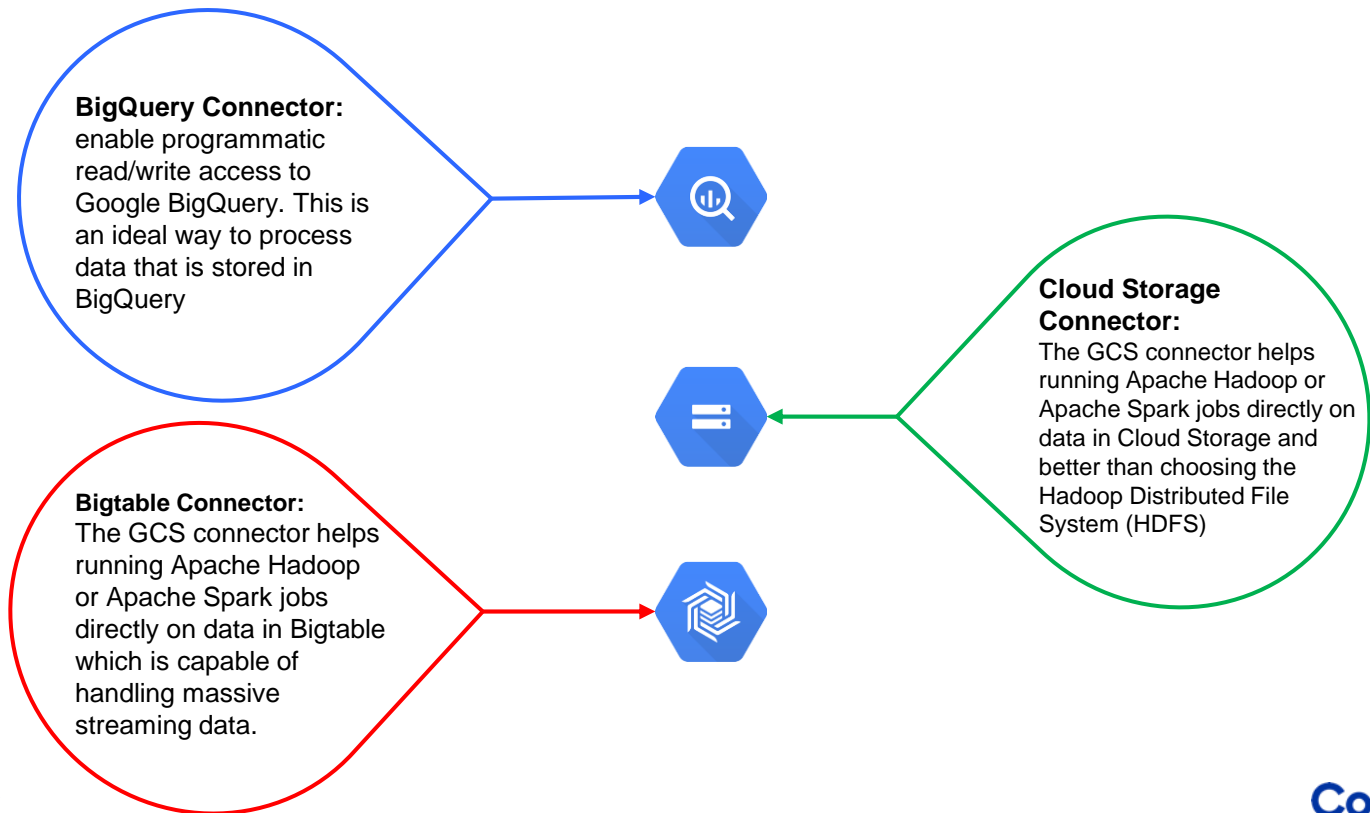 BigQuery Connector:
enable programmatic
read/write access to
Google BigQuery. This is
an ideal way to process
data that is stored in
BigQuery
Cloud Storage
Connector:
The GCS connector helps
running Apache Hadoop or
Apache Spark jobs directly on
data in Cloud Storage and
better than choosing the
Hadoop Distributed File
System (HDFS)
Bigtable Connector:
The GCS connector helps
running Apache Hadoop
or Apache Spark jobs
directly on data in Bigtable
which is capable of
handling massive
streaming data.
Co